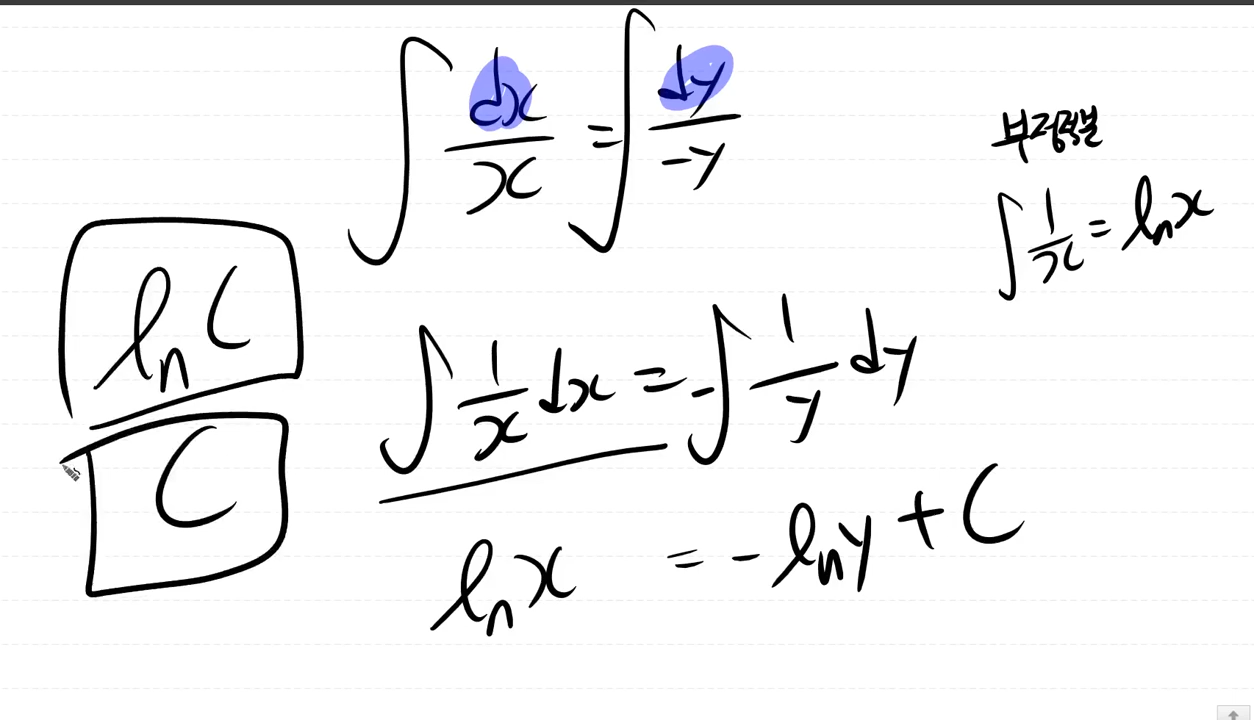 ∫ dx/x = ∫ dy/-y
부정적분
∫ 1/x = ln x
ln C
∫ 1/x dx = -∫ 1/y dy
C
ln x = -ln y + C